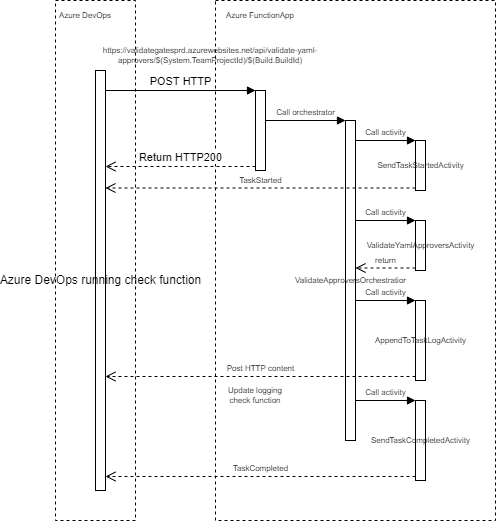 Azure DevOps
Azure FunctionApp
https://validategatesprd.azurewebsites.net/api/validate-yaml-
approvers/$(System.TeamProjectId)/$(Build.BuildId)
POST HTTP
Call orchestrator
Call activity
Return HTTP200
SendTaskStartedActivity
TaskStarted
Call activity
ValidateYamlApproversActivity
return
Azure DevOps running check function
ValidateApproversOrchestratior
Call activity
AppendToTaskLogActivity
Post HTTP content
Update logging
check function
Call activity
SendTaskCompletedActivity
TaskCompleted